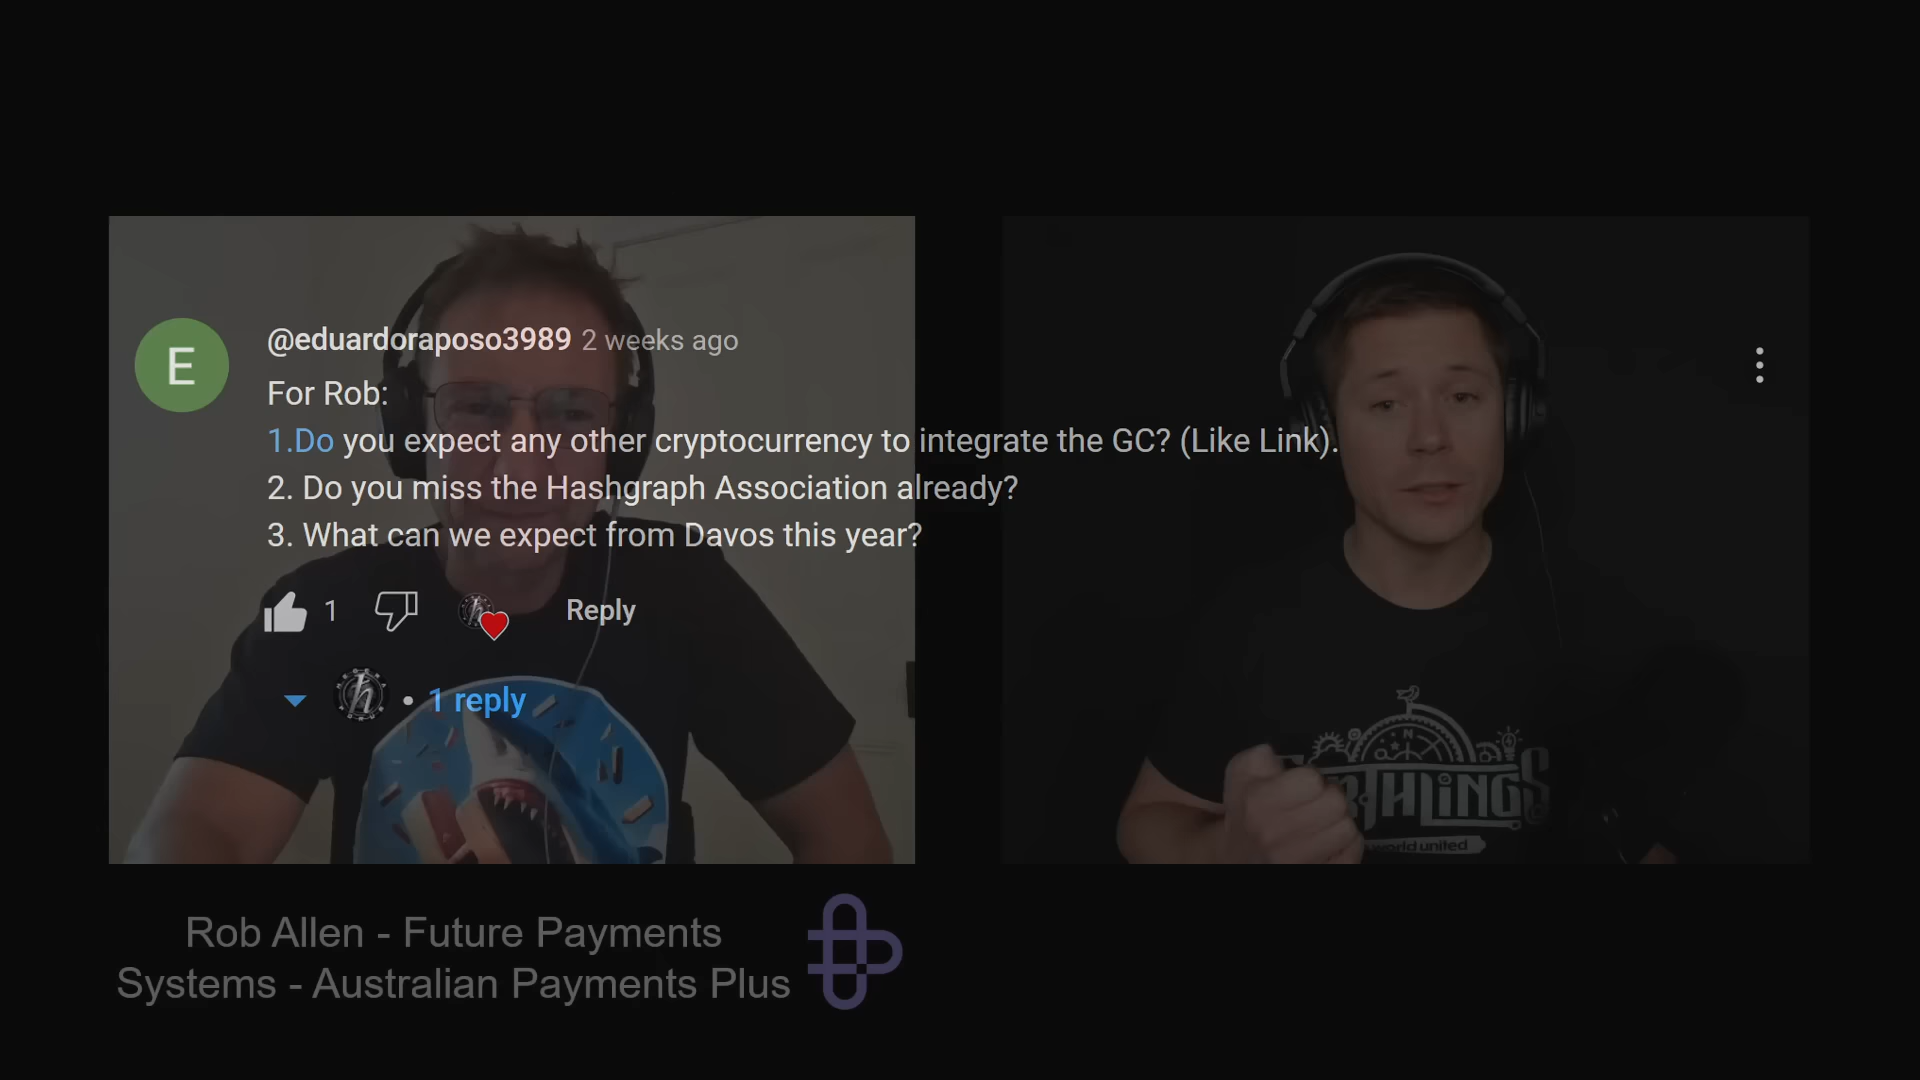 @eduardoraposo3989 2 weeks ago
For Rob:
1.Do you expect any other cryptocurrency to integrate the GC? (Like Link).
2. Do you miss the Hashgraph Association already?
3. What can we expect from Davos this year?
1
Reply
1 reply
E
world united
Rob Allen - Future Payments
Systems - Australian Payments Plus